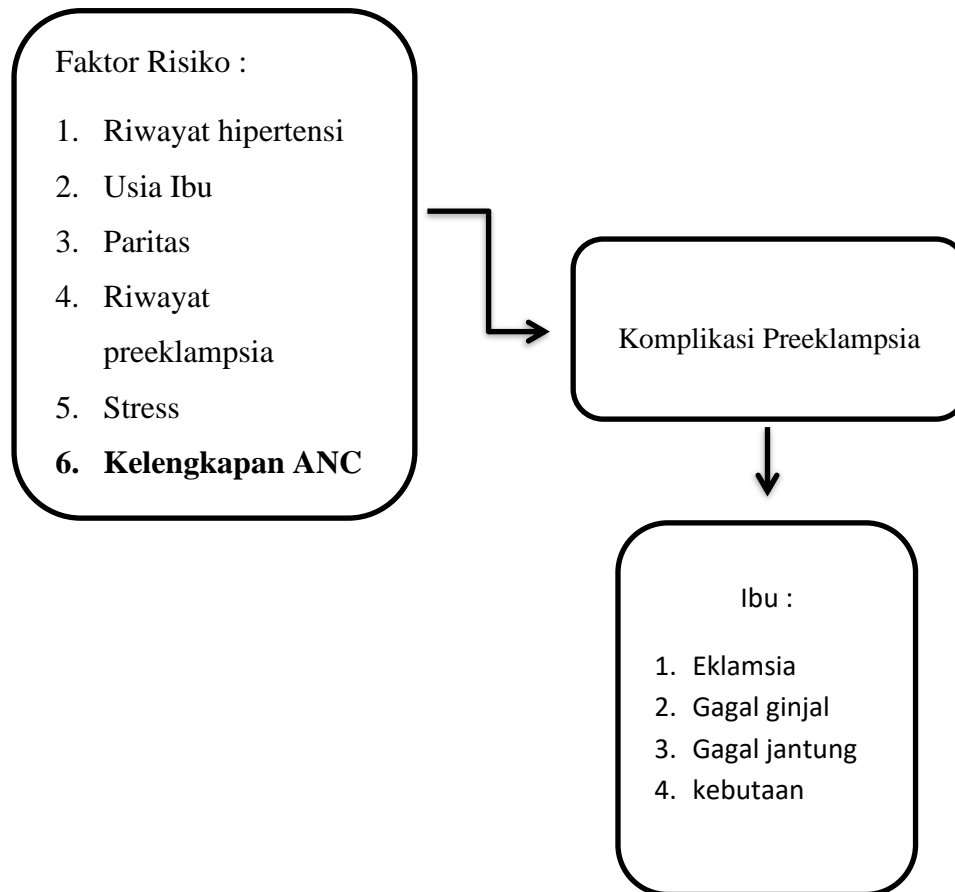 Faktor Risiko :
1. Riwayat hipertensi
2. Usia Ibu
3. Paritas
4. Riwayat
preeklampsia
5. Stress
6. Kelengkapan ANC
Komplikasi Preeklampsia
Ibu :
1. Eklamsia
2. Gagal ginjal
3. Gagal jantung
4. kebutaan